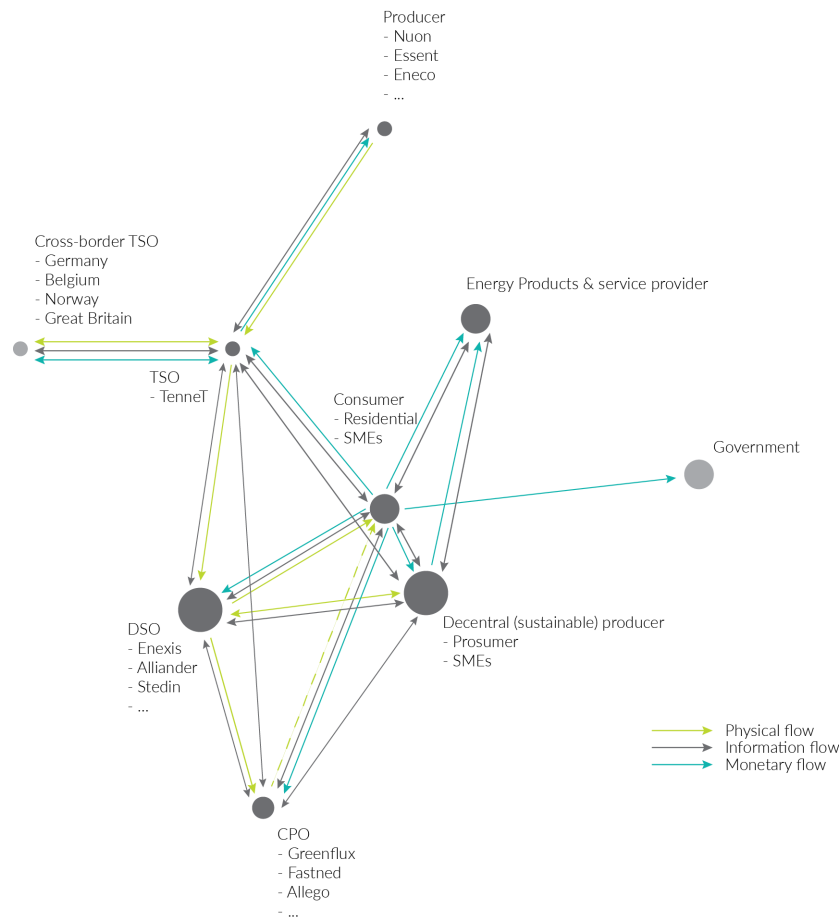 Producer
- Nuon
- Essent
- Eneco
- ...
Cross-border TSO
- Germany
- Belgium
- Norway
- Great Britain
Energy Products & service provider
TSO
- TenneT
Consumer
- Residential
- SMEs
Government
DSO
- Enexis
- Alliander
- Stedin
- ...
Decentral (sustainable) producer
- Prosumer
- SMEs
Physical flow
Information flow
Monetary flow
CPO
- Greenflux
- Fastned
- Allego
- ...